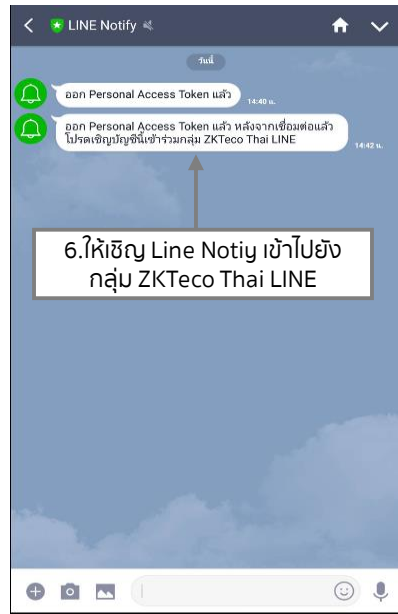 LINE Notify
วันนี้
ออก Personal Access Token แล้ว
14:40 น.
ออก Personal Access Token แล้ว หลังจากเชื่อมต่อแล้ว
โปรดเชิญบัญชีนี้เข้าร่วมกลุ่ม ZKTeco Thai LINE
14:42 น.
6.ให้เชิญ Line Notiy เข้าไปยัง
กลุ่ม ZKTeco Thai LINE